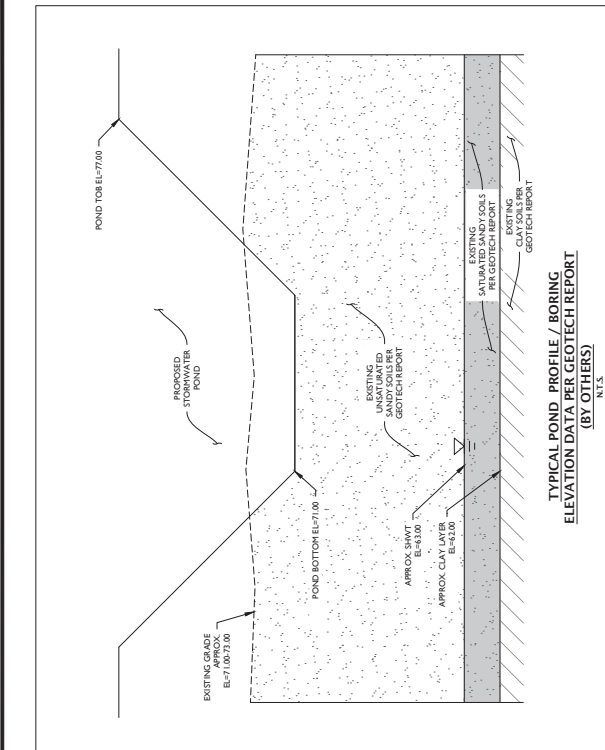 POND TOB EL=77.00
PROPOSED
STORMWATER
POND
EXISTING GRADE
APPROX.
EL=71.00-73.00
POND BOTTOM EL=71.00
EXISTING
UNSATURATED
SANDY SOILS PER
GEOTECH REPORT
APPROX. SHWT
EL=63.00
APPROX. CLAY LAYER
EL=62.00
EXISTING
SATURATED SANDY SOILS
PER GEOTECH REPORT
EXISTING
CLAY SOILS PER
GEOTECH REPORT
TYPICAL POND PROFILE / BORING
ELEVATION DATA PER GEOTECH REPORT
(BY OTHERS)
N.T.S.